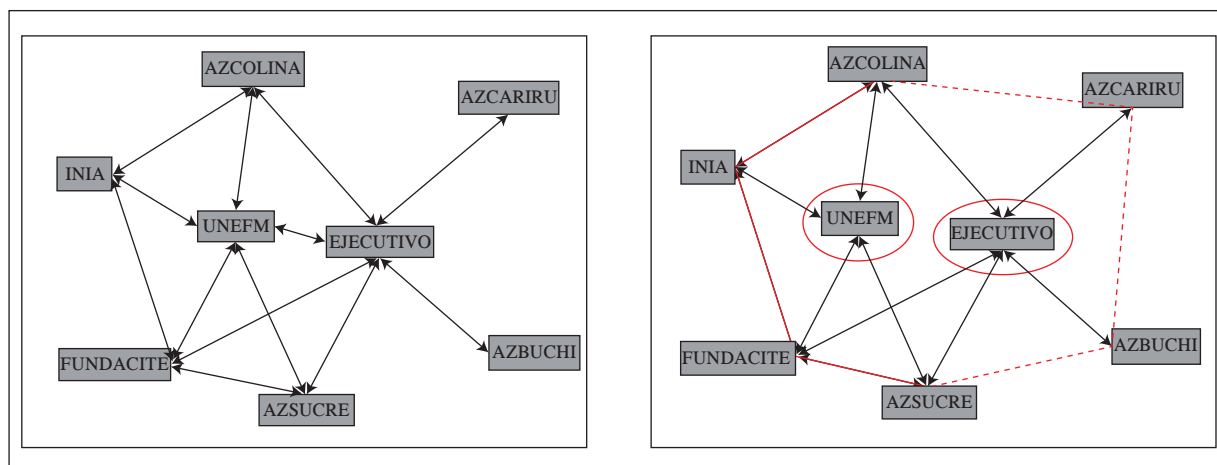 AZCOLINA
AZCARIRU
INIA
UNEFM
EJECUTIVO
FUNDACITE
AZBUCHI
AZSUCRE
AZCOLINA
AZCARIRU
INIA
UNEFM
EJECUTIVO
FUNDACITE
AZBUCHI
AZSUCRE